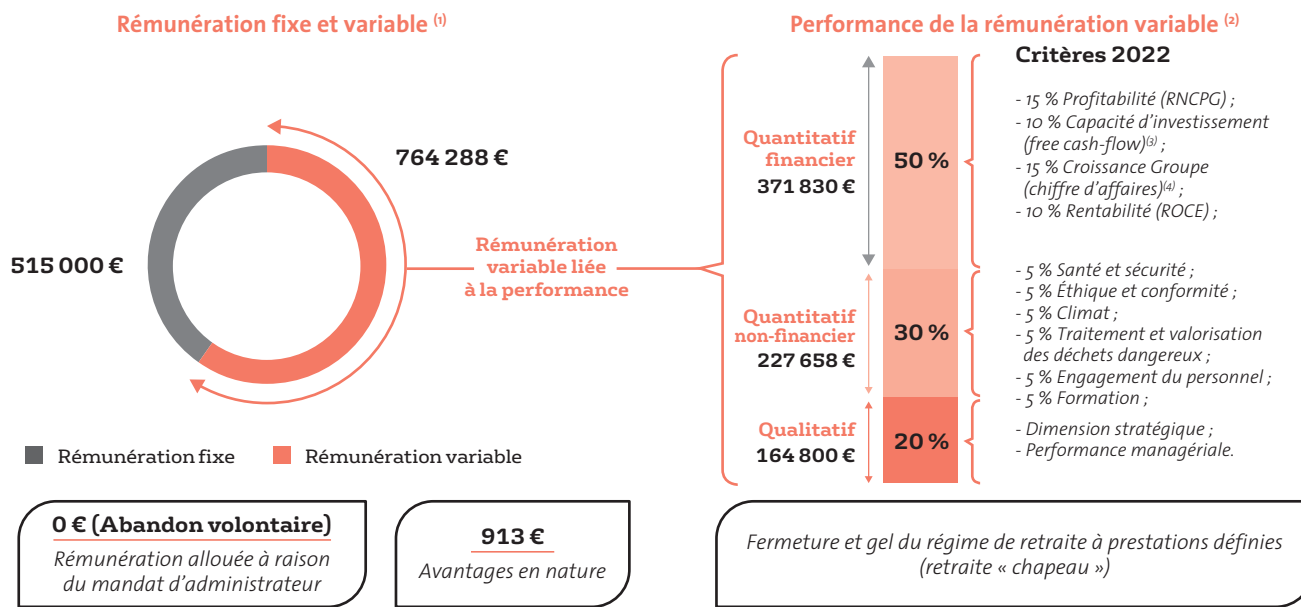 Rémunération fixe et variable (1)
764 288 €
515 000 €
Rémunération
variable liée
à la performance
Rémunération fixe
Rémunération variable
Performance de la rémunération variable (2)
Quantitatif
financier
371 830 €
50 %
Quantitatif
non-financier
227 658 €
30 %
Qualitatif
164 800 €
20 %
Critères 2022
- 15 % Profitabilité (RNCPG) ;
- 10 % Capacité d'investissement
(free cash-flow)(3) ;
- 15 % Croissance Groupe
(chiffre d'affaires)(4) ;
- 10 % Rentabilité (ROCE) ;
- 5 % Santé et sécurité ;
- 5 % Éthique et conformité ;
- 5 % Climat ;
- 5 % Traitement et valorisation
des déchets dangereux ;
- 5 % Engagement du personnel ;
- 5 % Formation ;
- Dimension stratégique ;
- Performance managériale.
0 € (Abandon volontaire)
Rémunération allouée à raison
du mandat d'administrateur
913 €
Avantages en nature
Fermeture et gel du régime de retraite à prestations définies
(retraite « chapeau »)